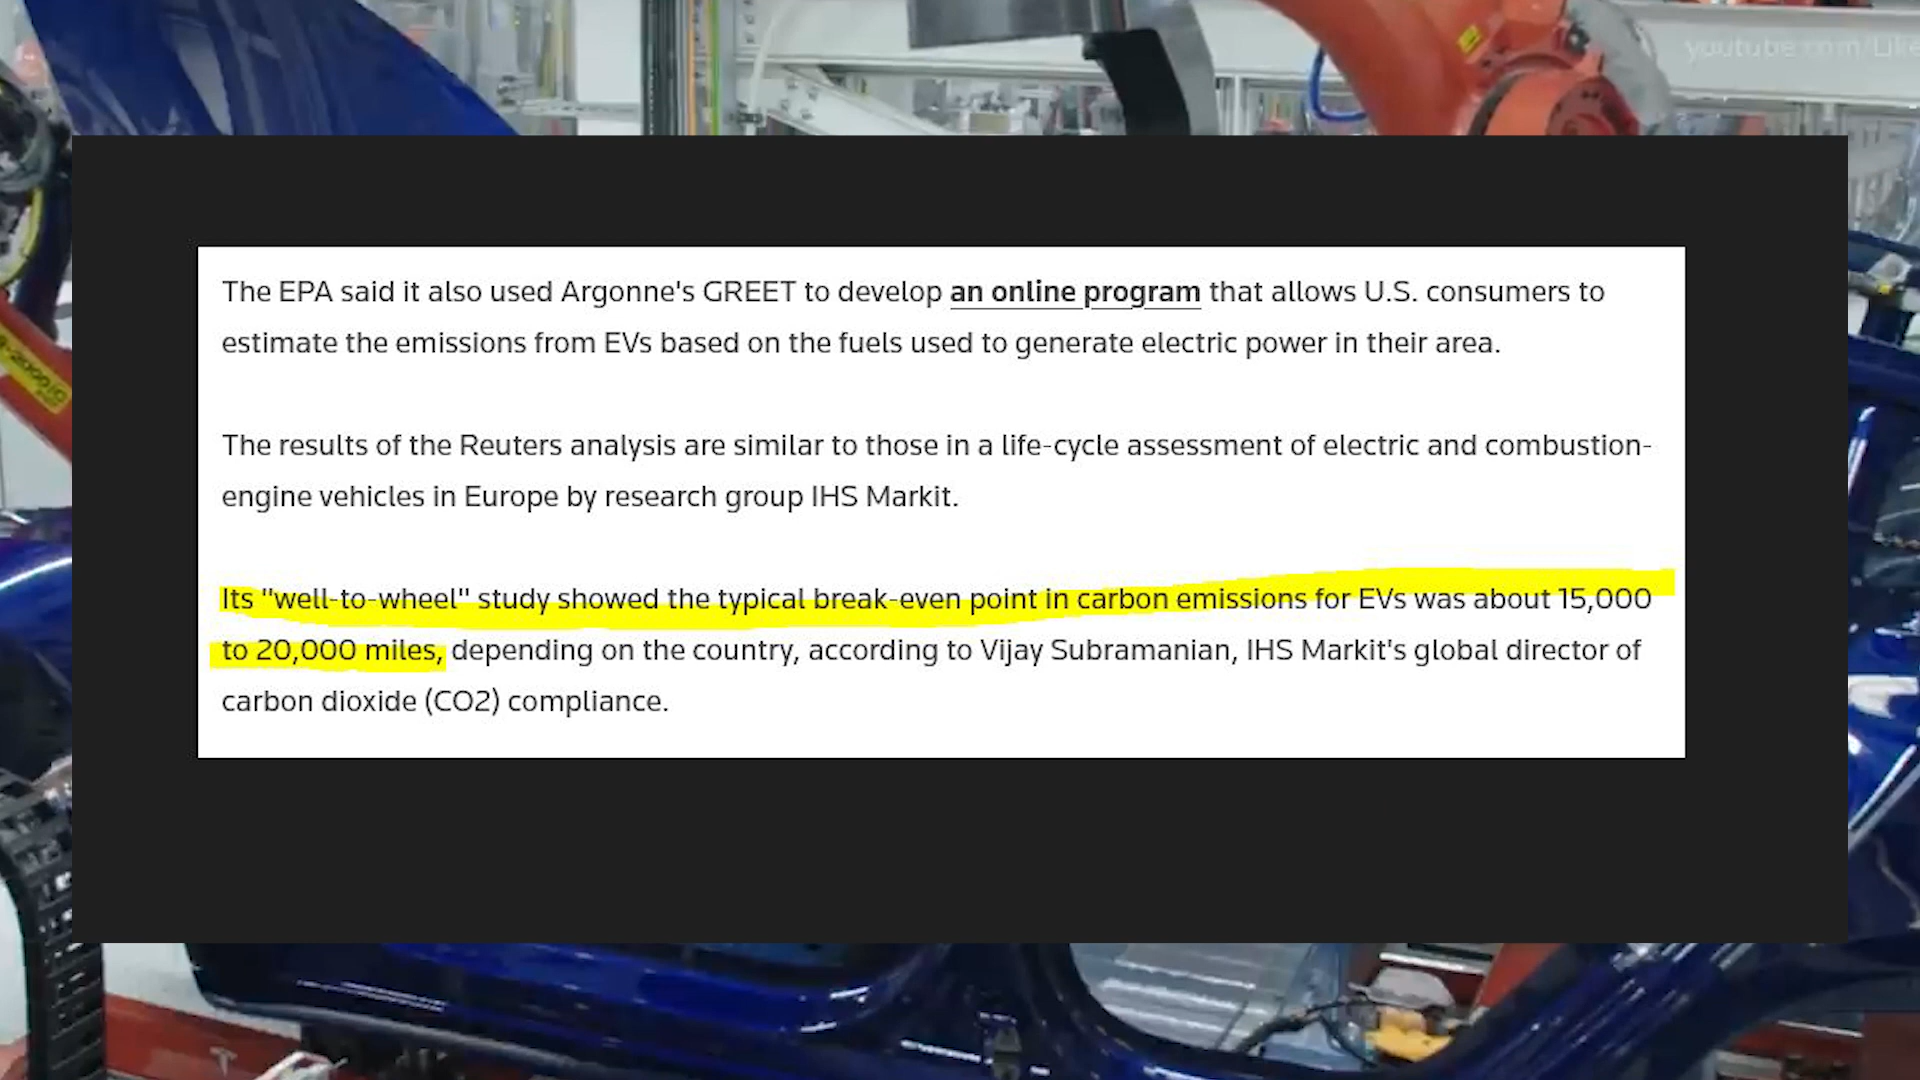 youtube.com/Like
The EPA said it also used Argonne's GREET to develop an online program that allows U.S. consumers to
estimate the emissions from EVs based on the fuels used to generate electric power in their area.
The results of the Reuters analysis are similar to those in a life-cycle assessment of electric and combustion-
engine vehicles in Europe by research group IHS Markit.
Its "well-to-wheel" study showed the typical break-even point in carbon emissions for EVs was about 15,000
to 20,000 miles, depending on the country, according to Vijay Subramanian, IHS Markit's global director of
carbon dioxide (CO2) compliance.